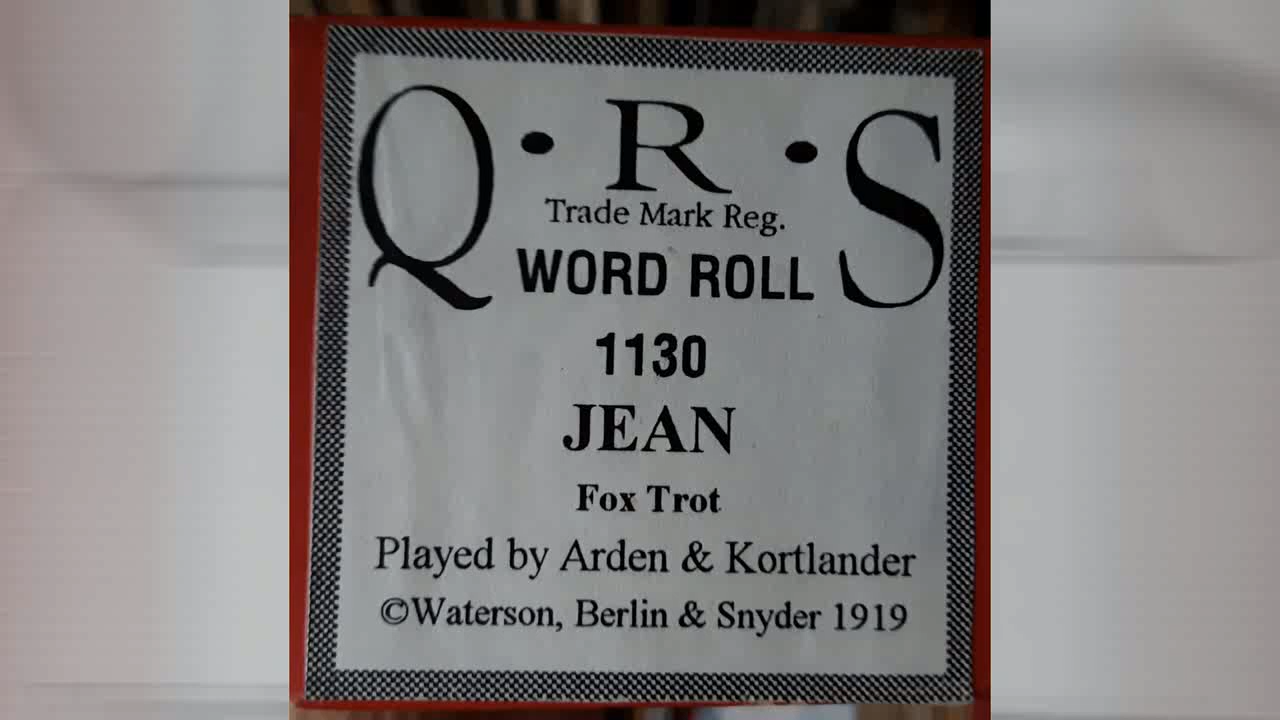 Q • R • S
Trade Mark Reg.
WORD ROLL
1130
JEAN
Fox Trot
Played by Arden & Kortlander
©Waterson, Berlin & Snyder 1919